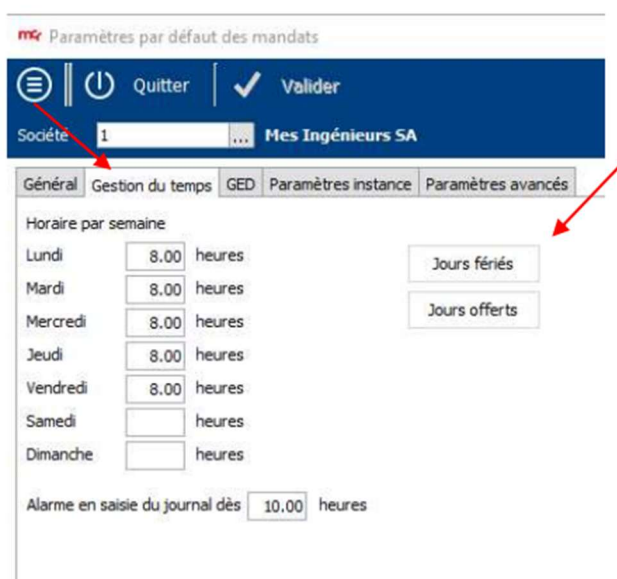 mcr Paramètres par défaut des mandats
Quitter Valider
Société 1 ... Mes Ingénieurs SA
Général Gestion du temps GED Paramètres instance Paramètres avancés
Horaire par semaine
Lundi 8.00 heures Jours fériés
Mardi 8.00 heures
Mercredi 8.00 heures Jours offerts
Jeudi 8.00 heures
Vendredi 8.00 heures
Samedi heures
Dimanche heures
Alarme en saisie du journal dès 10.00 heures